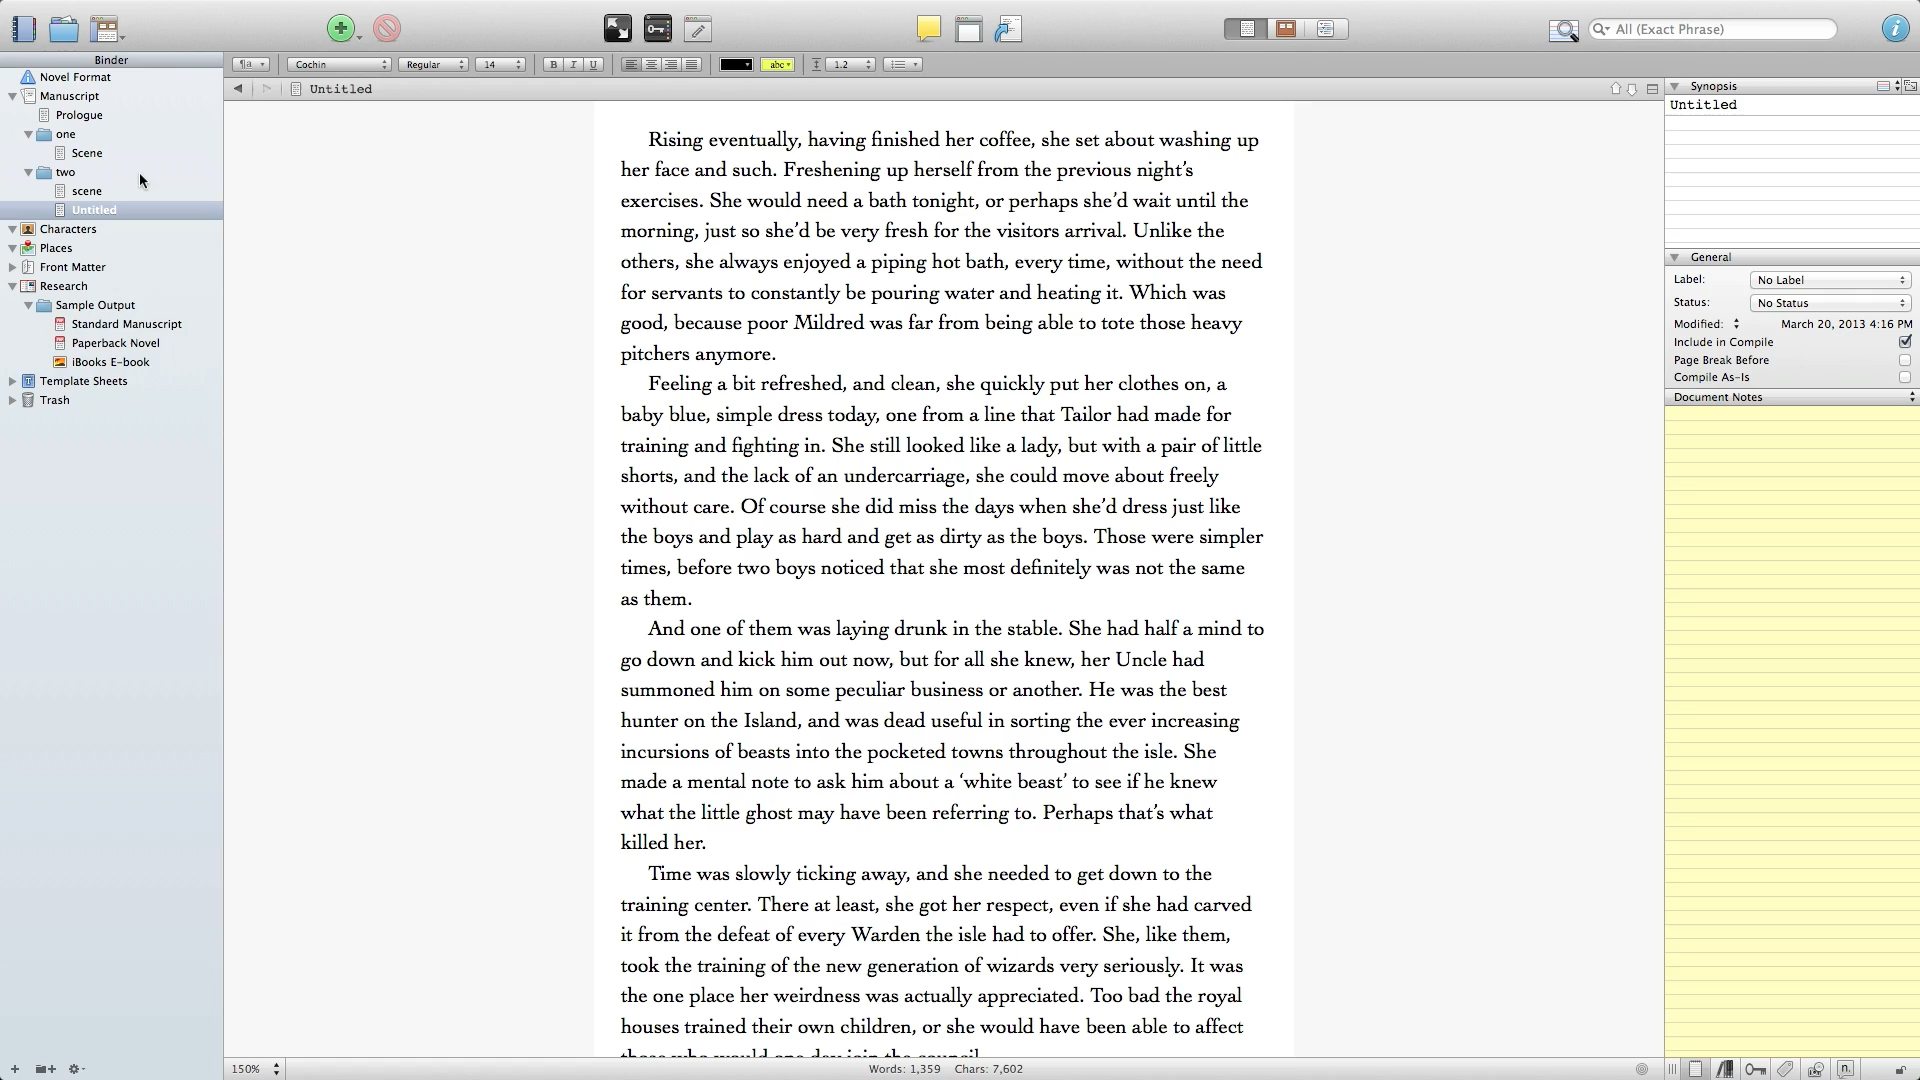 All (Exact Phrase)
Binder
Cochin
Regular
14
B I U
abc
1.2
Novel Format
Manuscript
Prologue
one
Scene
two
scene
Untitled
Characters
Places
Front Matter
Research
Sample Output
Standard Manuscript
Paperback Novel
iBooks E-book
Template Sheets
Trash
Untitled
Rising eventually, having finished her coffee, she set about washing up
her face and such. Freshening up herself from the previous night’s
exercises. She would need a bath tonight, or perhaps she’d wait until the
morning, just so she’d be very fresh for the visitors arrival. Unlike the
others, she always enjoyed a piping hot bath, every time, without the need
for servants to constantly be pouring water and heating it. Which was
good, because poor Mildred was far from being able to tote those heavy
pitchers anymore.
Feeling a bit refreshed, and clean, she quickly put her clothes on, a
baby blue, simple dress today, one from a line that Tailor had made for
training and fighting in. She still looked like a lady, but with a pair of little
shorts, and the lack of an undercarriage, she could move about freely
without care. Of course she did miss the days when she’d dress just like
the boys and play as hard and get as dirty as the boys. Those were simpler
times, before two boys noticed that she most definitely was not the same
as them.
And one of them was laying drunk in the stable. She had half a mind to
go down and kick him out now, but for all she knew, her Uncle had
summoned him on some peculiar business or another. He was the best
hunter on the Island, and was dead useful in sorting the ever increasing
incursions of beasts into the pocketed towns throughout the isle. She
made a mental note to ask him about a ‘white beast’ to see if he knew
what the little ghost may have been referring to. Perhaps that’s what
killed her.
Time was slowly ticking away, and she needed to get down to the
training center. There at least, she got her respect, even if she had carved
it from the defeat of every Warden the isle had to offer. She, like them,
took the training of the new generation of wizards very seriously. It was
the one place her weirdness was actually appreciated. Too bad the royal
houses trained their own children, or she would have been able to affect
those who would one day join the council.
150%
Words: 1,359 Chars: 7,602
Synopsis
Untitled
General
Label: No Label
Status: No Status
Modified: March 20, 2013 4:16 PM
Include in Compile
Page Break Before
Compile As-Is
Document Notes